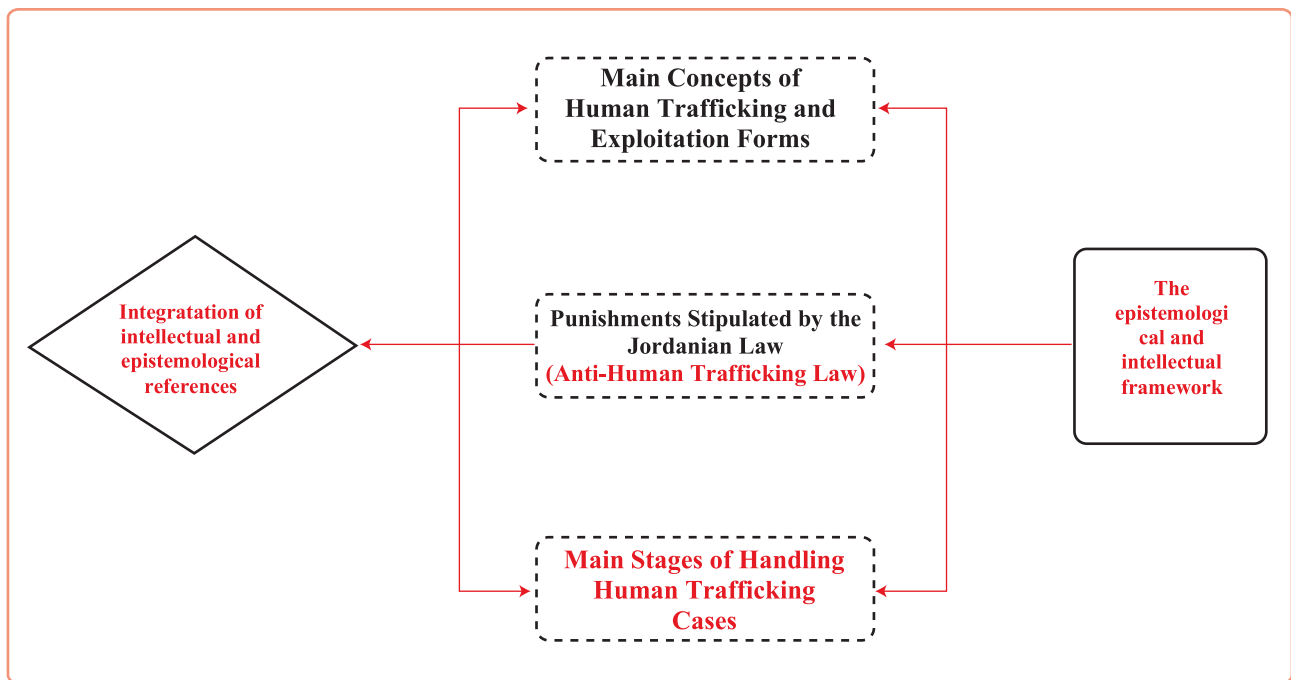 Main Concepts of
Human Trafficking and
Exploitation Forms
Integratation of
intellectual and
epistemological
references
Punishments Stipulated by the
Jordanian Law
(Anti-Human Trafficking Law)
The
epistemologi
cal and
intellectual
framework
Main Stages of Handling
Human Trafficking
Cases